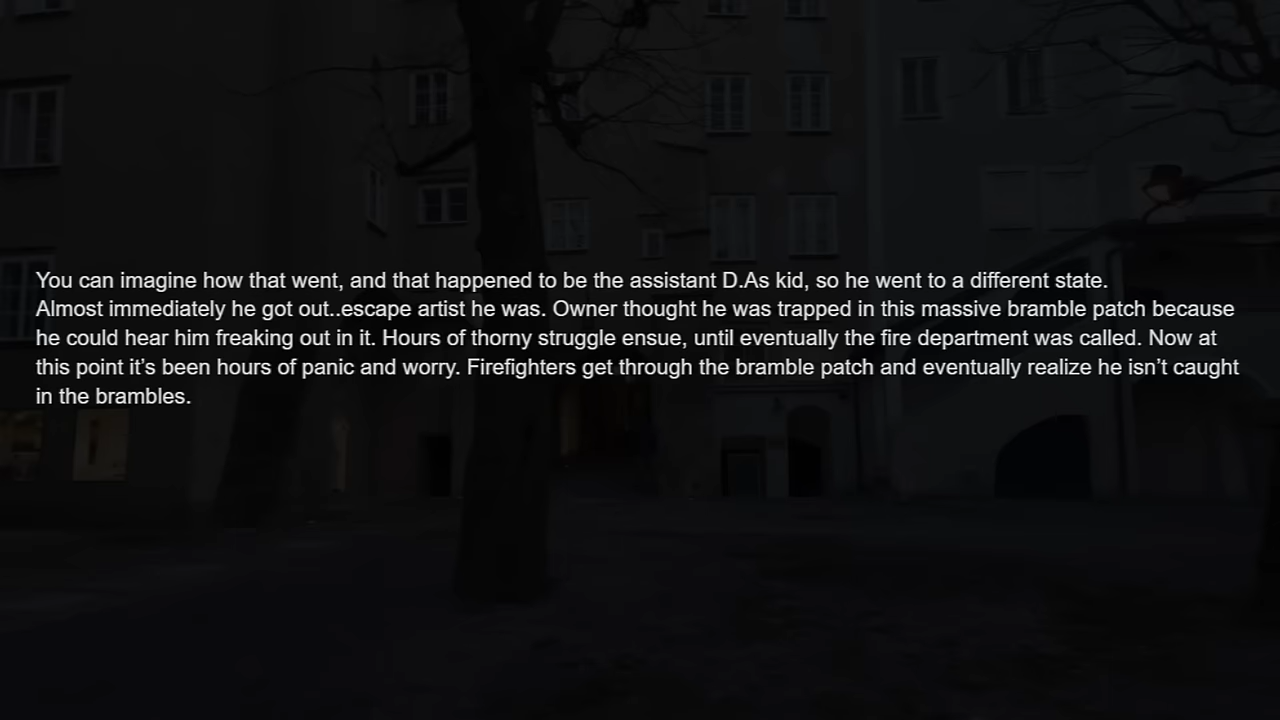 You can imagine how that went, and that happened to be the assistant D.As kid, so he went to a different state.
Almost immediately he got out..escape artist he was. Owner thought he was trapped in this massive bramble patch because
he could hear him freaking out in it. Hours of thorny struggle ensue, until eventually the fire department was called. Now at
this point it’s been hours of panic and worry. Firefighters get through the bramble patch and eventually realize he isn’t caught
in the brambles.